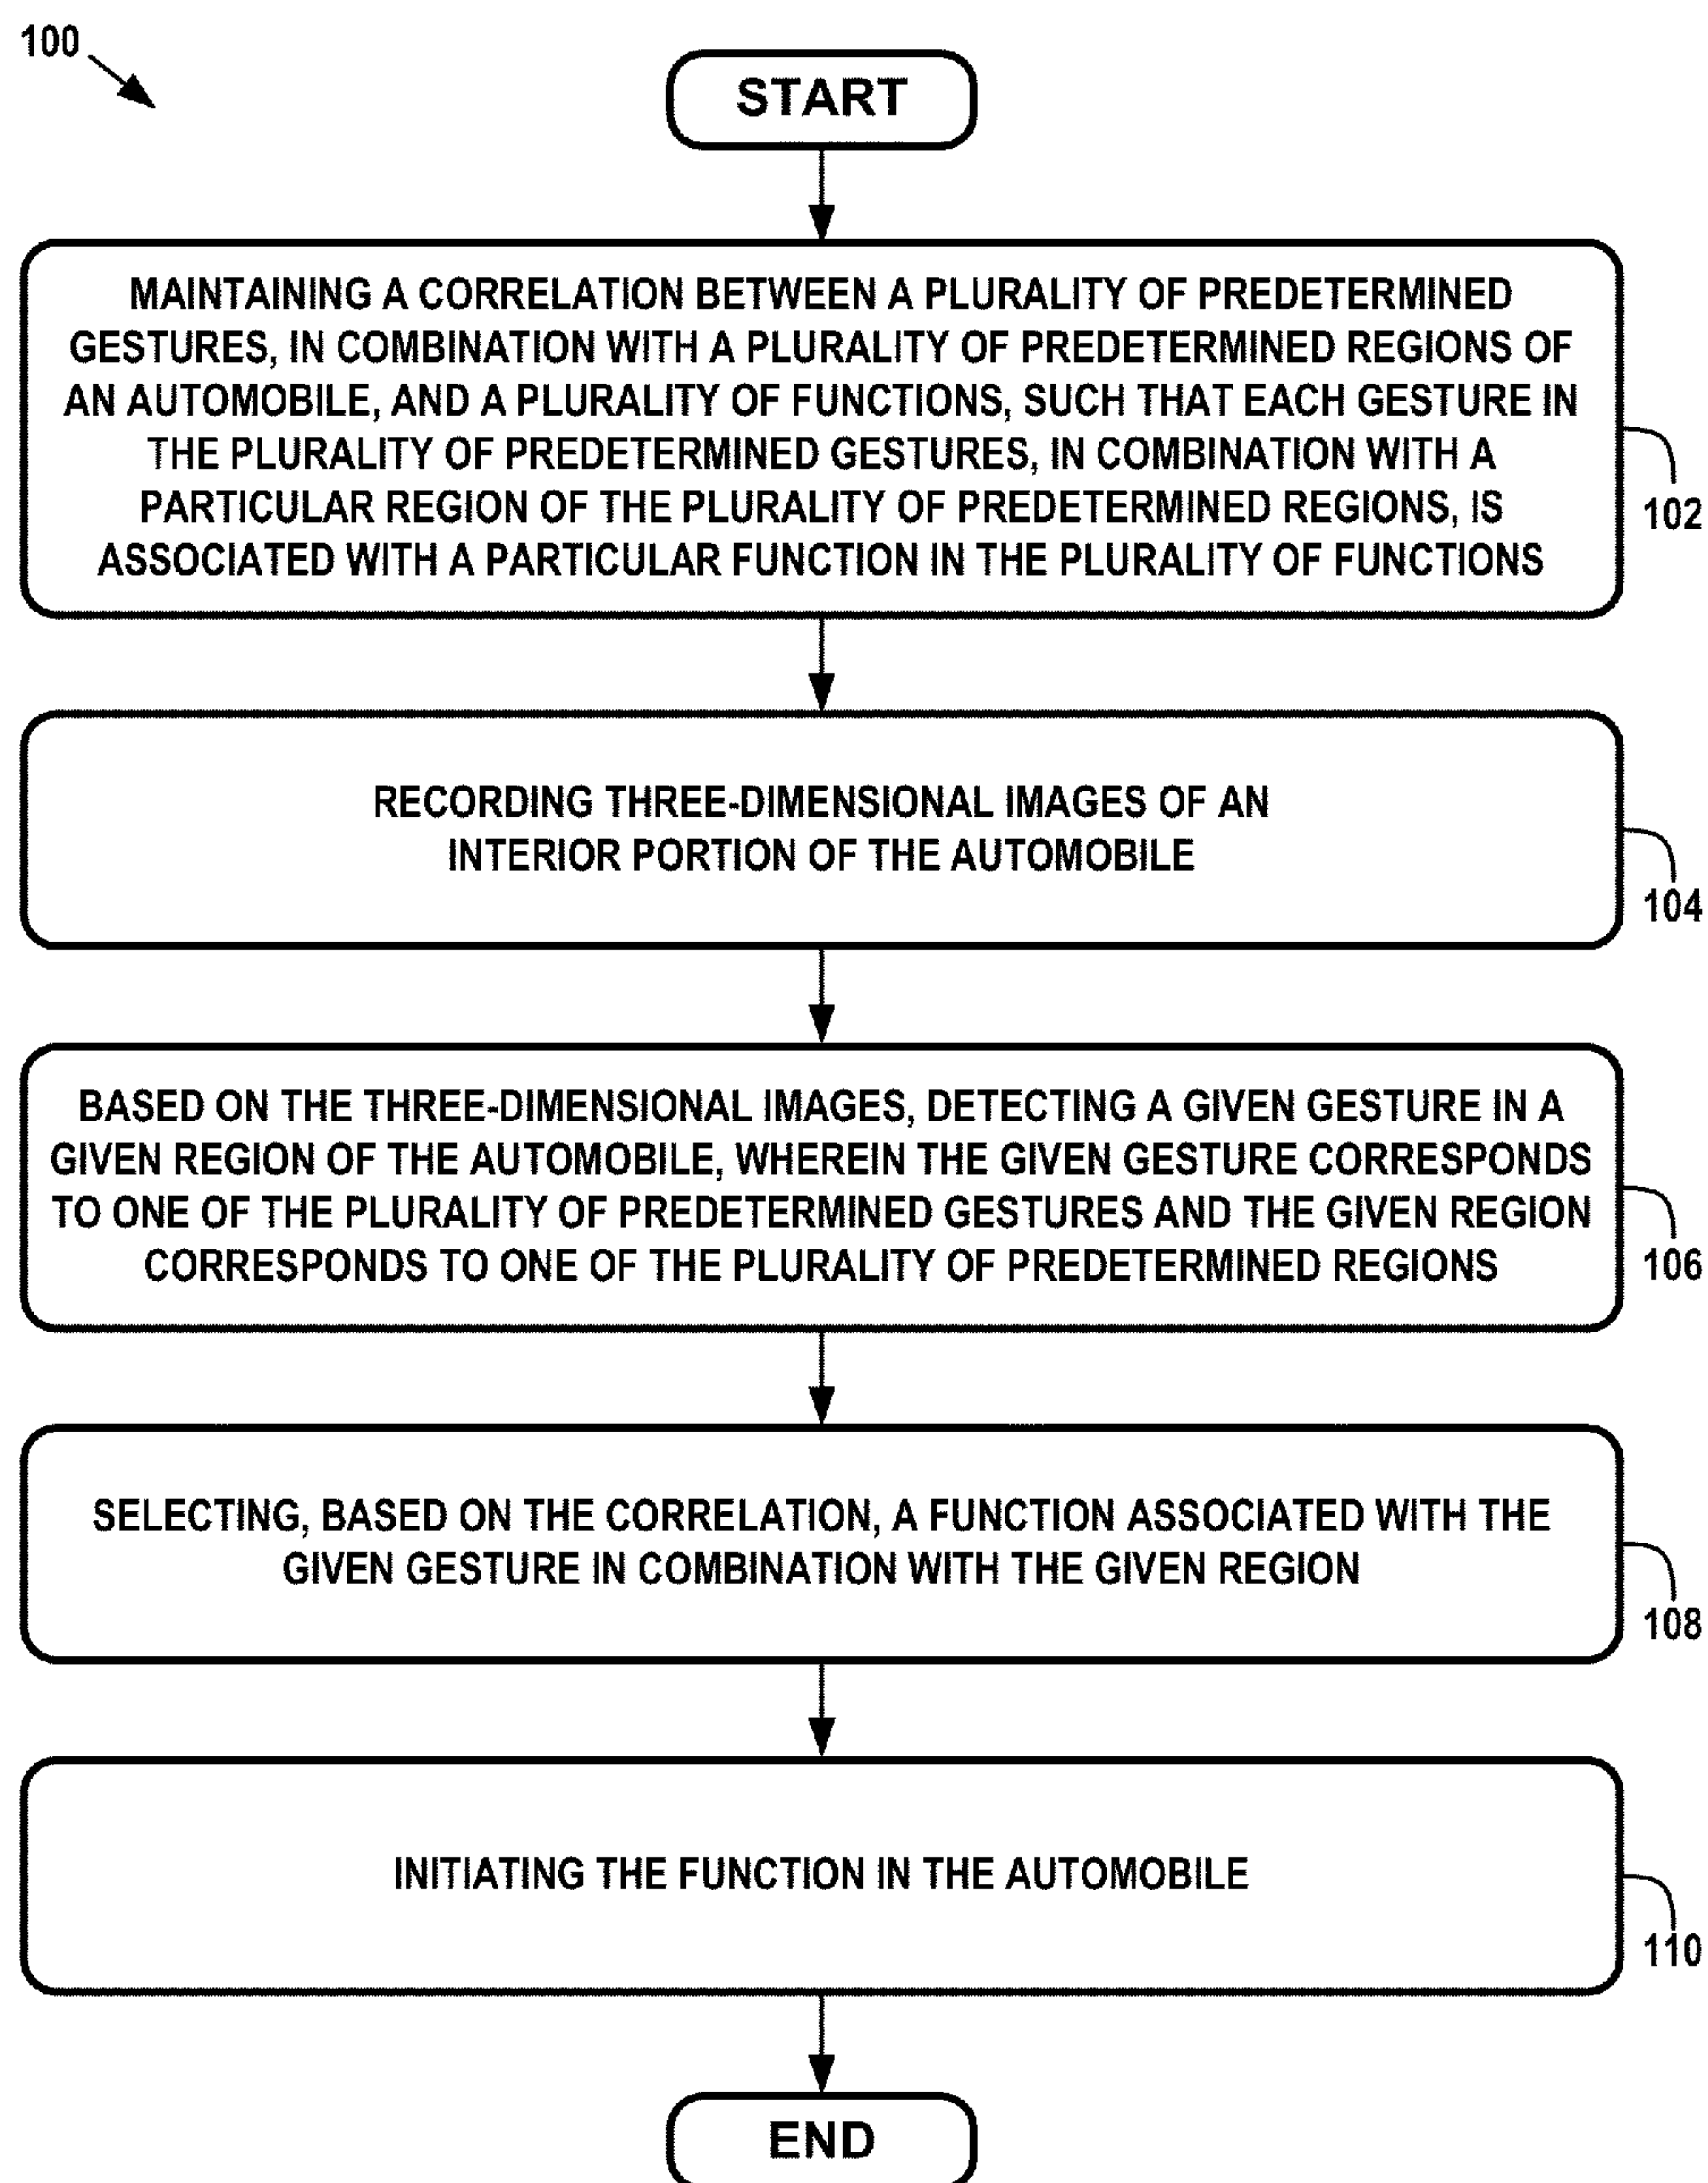 100
START
MAINTAINING A CORRELATION BETWEEN A PLURALITY OF PREDETERMINED
GESTURES, IN COMBINATION WITH A PLURALITY OF PREDETERMINED REGIONS OF
AN AUTOMOBILE, AND A PLURALITY OF FUNCTIONS, SUCH THAT EACH GESTURE IN
THE PLURALITY OF PREDETERMINED GESTURES, IN COMBINATION WITH A
PARTICULAR REGION OF THE PLURALITY OF PREDETERMINED REGIONS, IS
ASSOCIATED WITH A PARTICULAR FUNCTION IN THE PLURALITY OF FUNCTIONS
102
RECORDING THREE-DIMENSIONAL IMAGES OF AN
INTERIOR PORTION OF THE AUTOMOBILE
104
BASED ON THE THREE-DIMENSIONAL IMAGES, DETECTING A GIVEN GESTURE IN A
GIVEN REGION OF THE AUTOMOBILE, WHEREIN THE GIVEN GESTURE CORRESPONDS
TO ONE OF THE PLURALITY OF PREDETERMINED GESTURES AND THE GIVEN REGION
CORRESPONDS TO ONE OF THE PLURALITY OF PREDETERMINED REGIONS
106
SELECTING, BASED ON THE CORRELATION, A FUNCTION ASSOCIATED WITH THE
GIVEN GESTURE IN COMBINATION WITH THE GIVEN REGION
108
INITIATING THE FUNCTION IN THE AUTOMOBILE
110
END